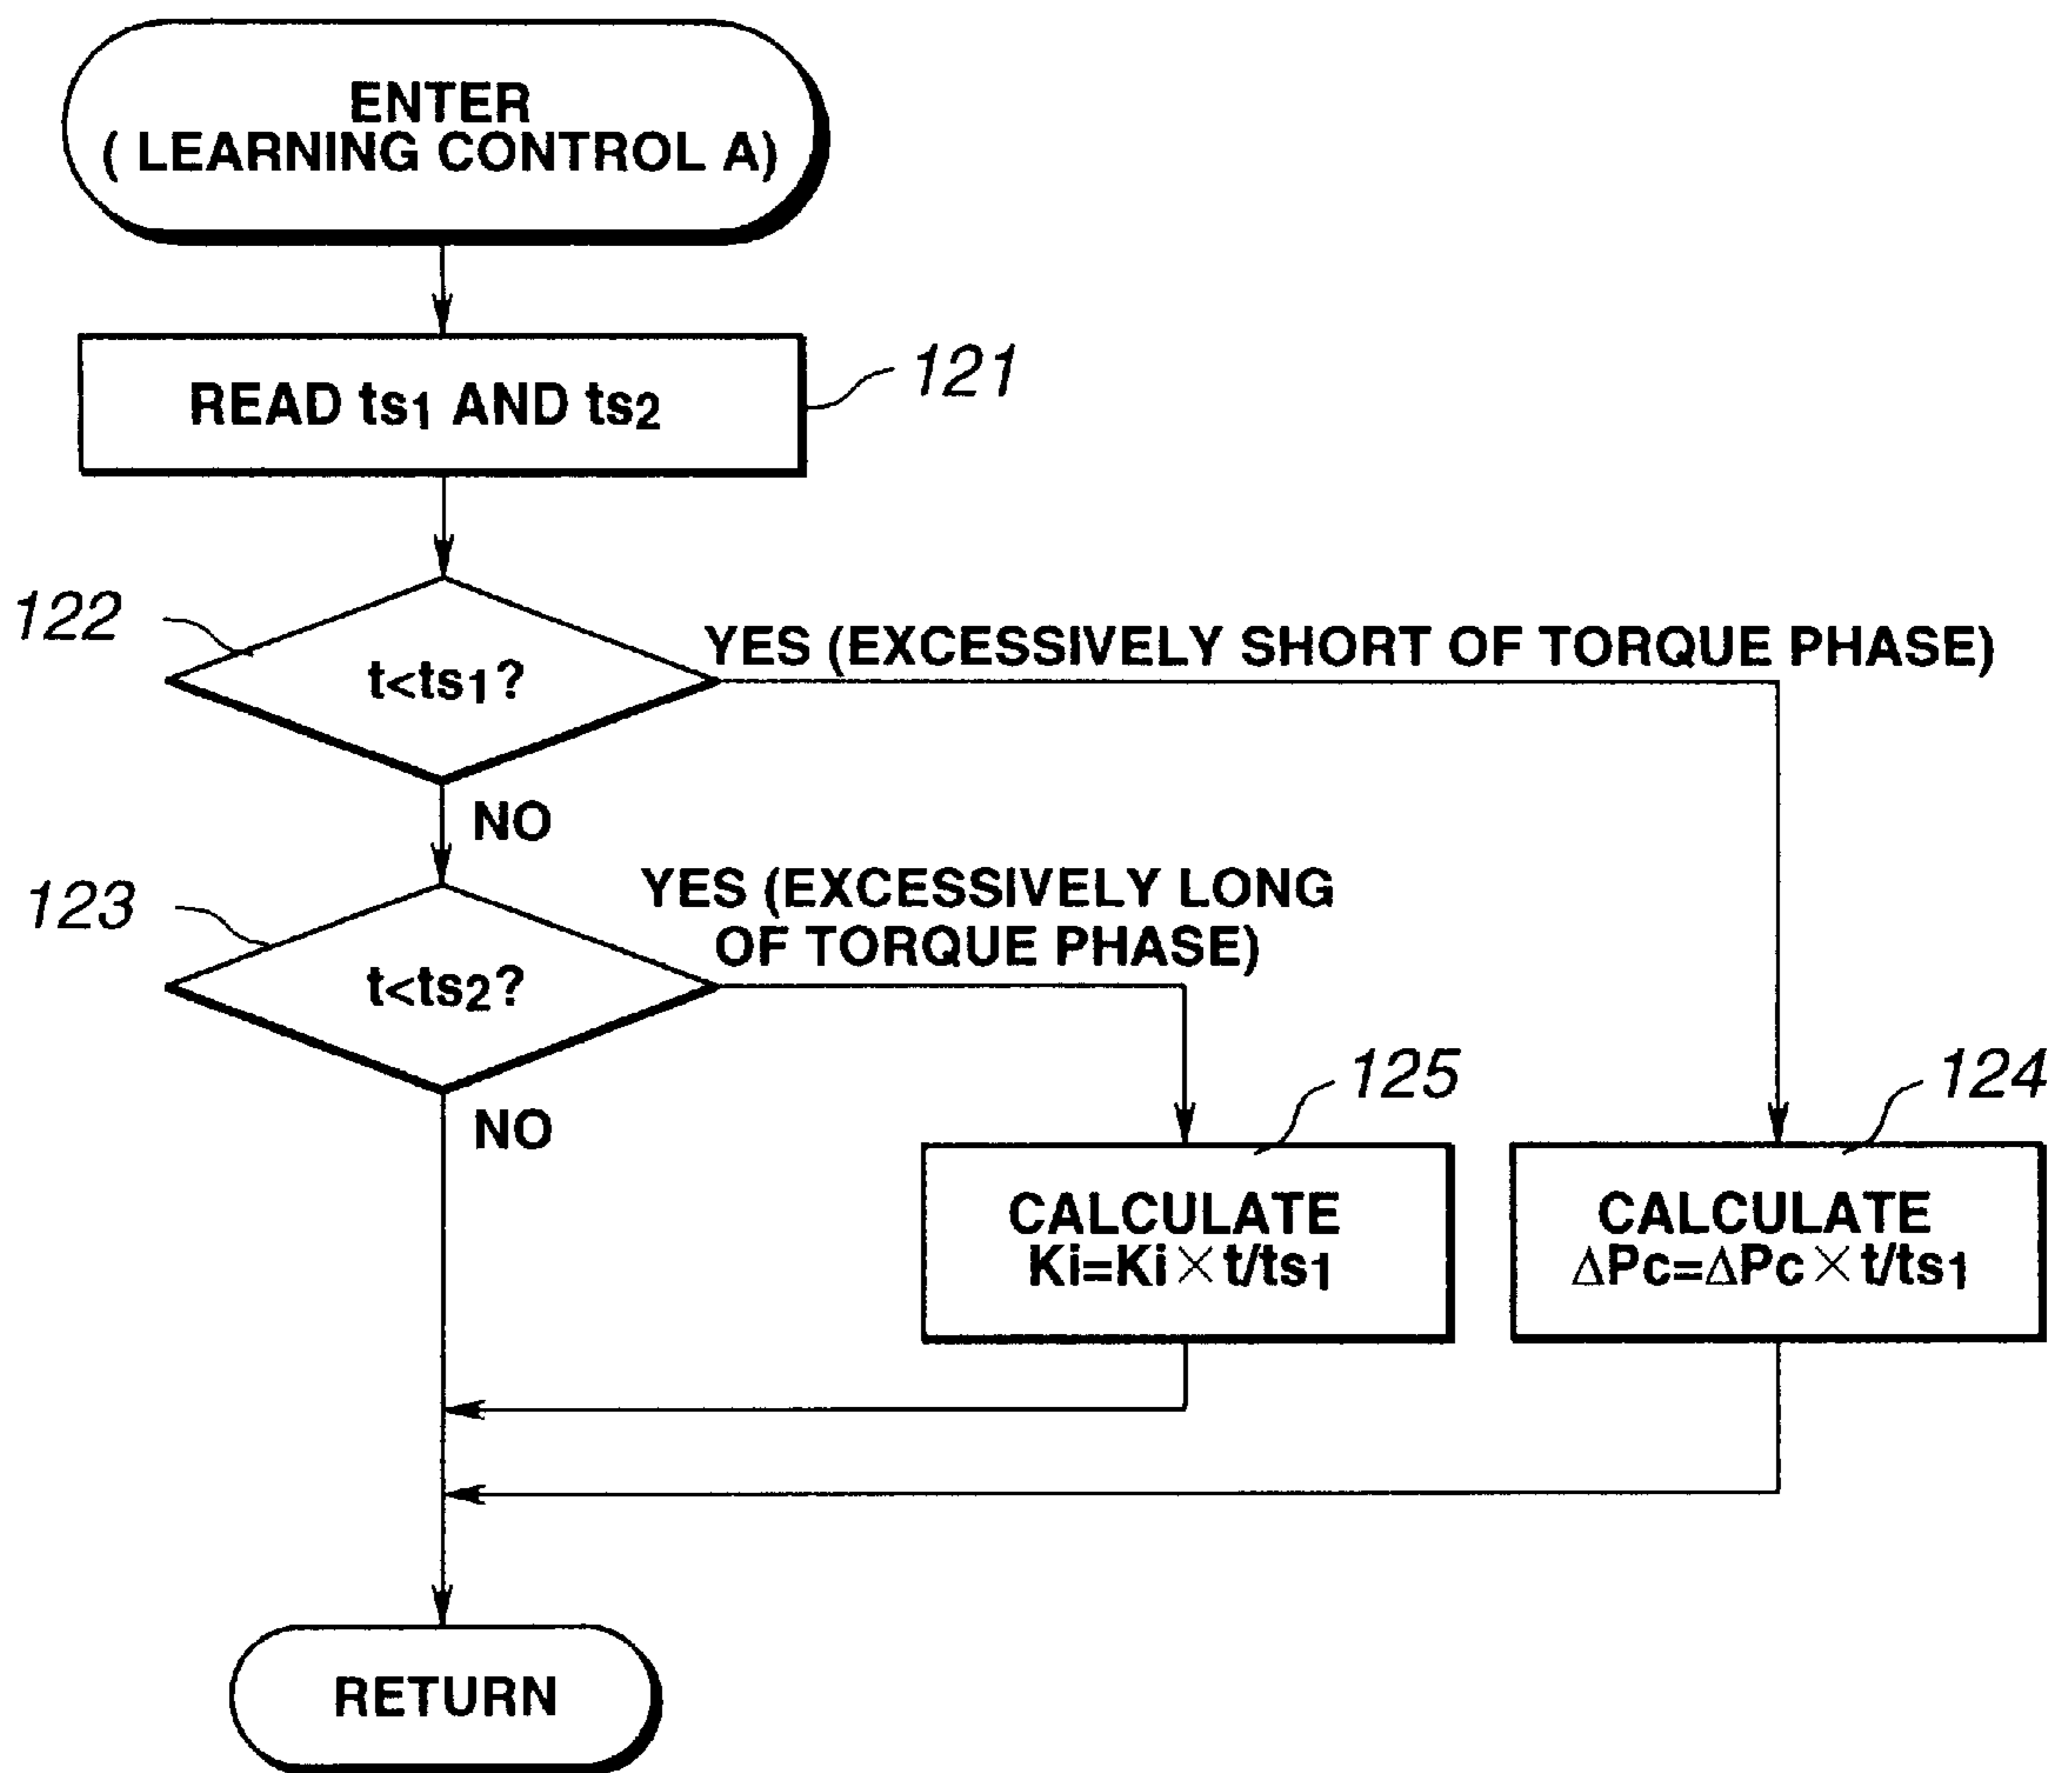 ENTER
( LEARNING CONTROL A)
READ ts1 AND ts2
121
122
t<ts1?
YES (EXCESSIVELY SHORT OF TORQUE PHASE)
NO
123
t<ts2?
YES (EXCESSIVELY LONG
OF TORQUE PHASE)
NO
125
CALCULATE
Ki=Ki×t/ts1
124
CALCULATE
ΔPc=ΔPc×t/ts1
RETURN